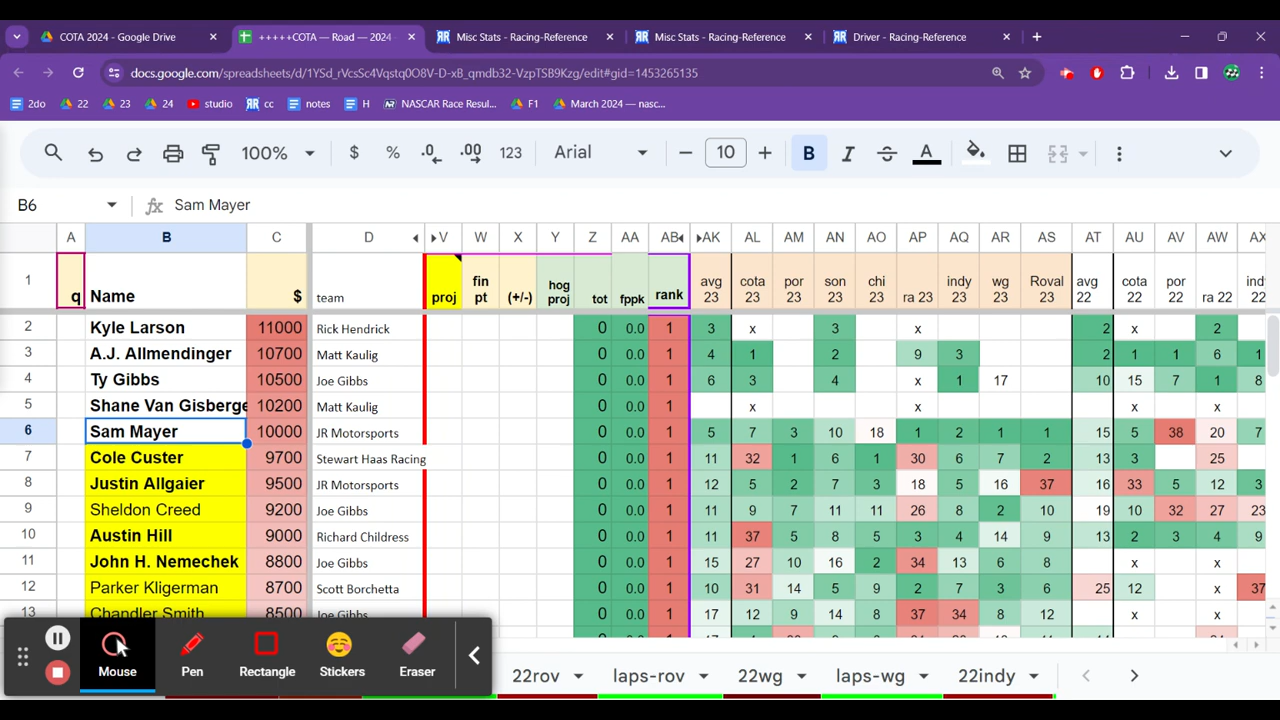 COTA 2024 - Google Drive
+++++COTA — Road — 2024
Misc Stats - Racing-Reference
Misc Stats - Racing-Reference
Driver - Racing-Reference
docs.google.com/spreadsheets/d/1YSd_rVcsSc4Vqstq0O8V-D-xB_qmdb32-VzpTSB9Kzg/edit#gid=1453265135
2do 22 23 24 studio cc notes H NASCAR Race Resul... F1 March 2024 — nasc...
100% $ % .0 .00 123 Arial 10 B I S A
B6 Sam Mayer
A B C D V W X Y Z AA AB AK AL AM AN AO AP AQ AR AS AT AU AV AW AX
1 q Name $ team proj fin pt (+/-) hog proj tot fppk rank avg 23 cota 23 por 23 son 23 chi 23 ra 23 indy 23 wg 23 Roval 23 avg 22 cota 22 por 22 ra 22 22
2 Kyle Larson 11000 Rick Hendrick 0 0.0 1 3 x 3 x 2 x 2
3 A.J. Allmendinger 10700 Matt Kaulig 0 0.0 1 4 1 2 9 3 2 1 1 6 1
4 Ty Gibbs 10500 Joe Gibbs 0 0.0 1 6 3 4 x 1 17 10 15 7 1 8
5 Shane Van Gisberge 10200 Matt Kaulig 0 0.0 1 x x x x
6 Sam Mayer 10000 JR Motorsports 0 0.0 1 5 7 3 10 18 1 2 1 1 15 5 38 20 7
7 Cole Custer 9700 Stewart Haas Racing 0 0.0 1 11 32 1 6 1 30 6 7 2 13 3 25
8 Justin Allgaier 9500 JR Motorsports 0 0.0 1 12 5 2 7 3 18 5 16 37 16 33 5 12 3
9 Sheldon Creed 9200 Joe Gibbs 0 0.0 1 11 9 7 11 11 26 8 2 10 19 10 32 27 23
10 Austin Hill 9000 Richard Childress 0 0.0 1 11 37 5 8 5 3 4 14 9 13 2 3 4 9
11 John H. Nemechek 8800 Joe Gibbs 0 0.0 1 15 27 10 16 2 34 13 6 8 x x
12 Parker Kligerman 8700 Scott Borchetta 0 0.0 1 10 31 14 5 9 2 7 3 6 25 12 x 37
13 Chandler Smith 8500 Joe Gibbs 0 0.0 1 17 12 9 14 8 37 34 8 12 x x
Mouse Pen Rectangle Stickers Eraser
22rov laps-rov 22wg laps-wg 22indy